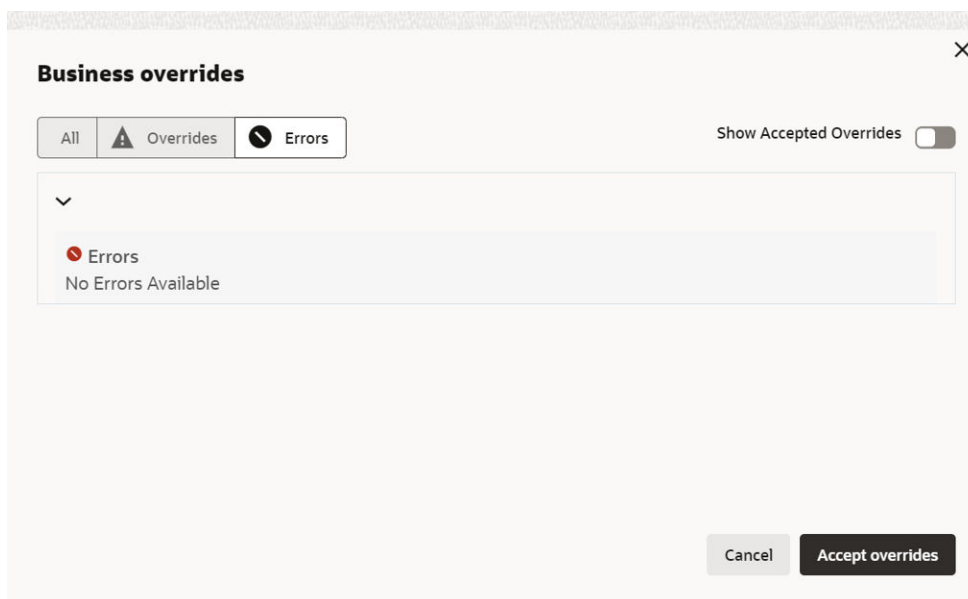 Business overrides
All Overrides Errors
Show Accepted Overrides
Errors
No Errors Available
Cancel Accept overrides